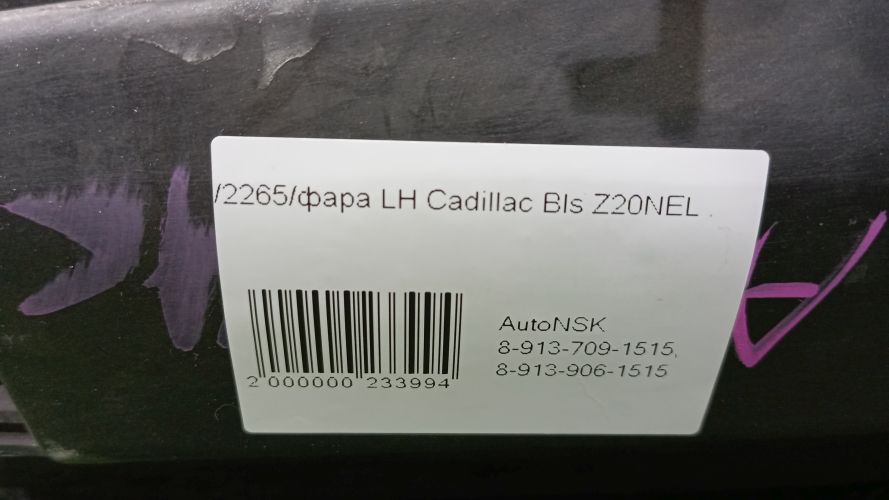 /2265/фара LH Cadillac Bls Z20NEL .
AutoNSK
8-913-709-1515,
8-913-906-1515
2 000000 233994